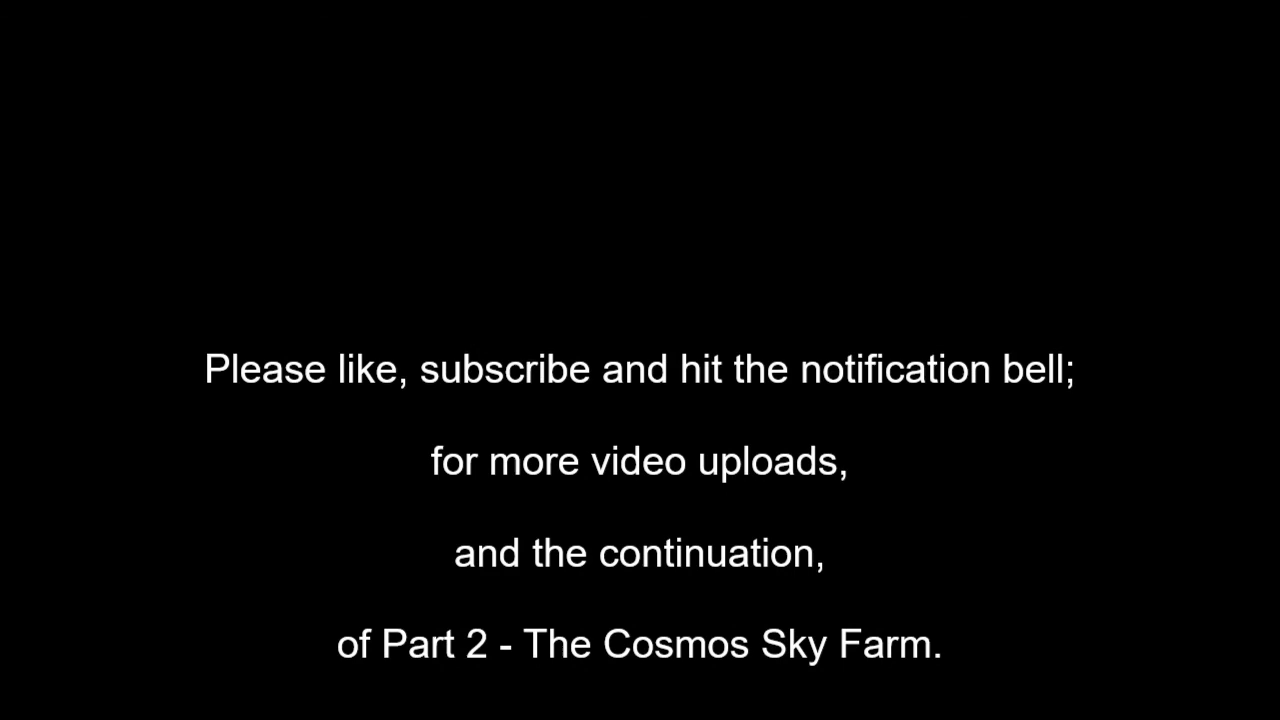 Please like, subscribe and hit the notification bell;
for more video uploads,
and the continuation,
of Part 2 - The Cosmos Sky Farm.